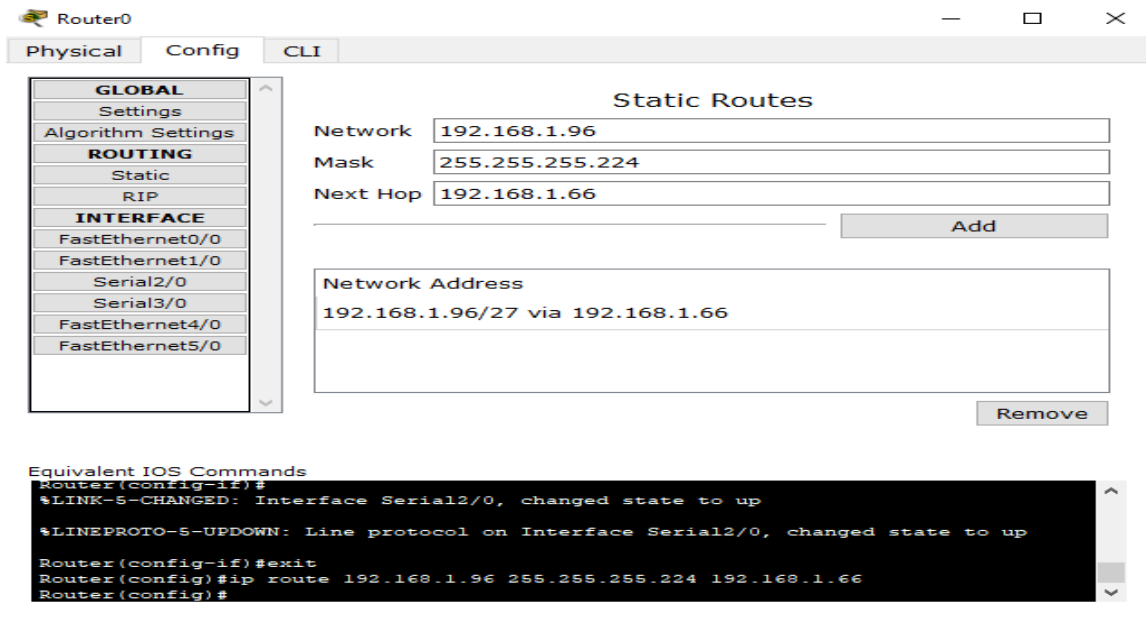 Router0
Physical Config CLI
GLOBAL
Settings
Algorithm Settings
ROUTING
Static
RIP
INTERFACE
FastEthernet0/0
FastEthernet1/0
Serial2/0
Serial3/0
FastEthernet4/0
FastEthernet5/0
Static Routes
Network 192.168.1.96
Mask 255.255.255.224
Next Hop 192.168.1.66
Add
Network Address
192.168.1.96/27 via 192.168.1.66
Remove
Equivalent IOS Commands
Router(config-if)#
%LINK-5-CHANGED: Interface Serial2/0, changed state to up
%LINEPROTO-5-UPDOWN: Line protocol on Interface Serial2/0, changed state to up
Router(config-if)#exit
Router(config)#ip route 192.168.1.96 255.255.255.224 192.168.1.66
Router(config)#